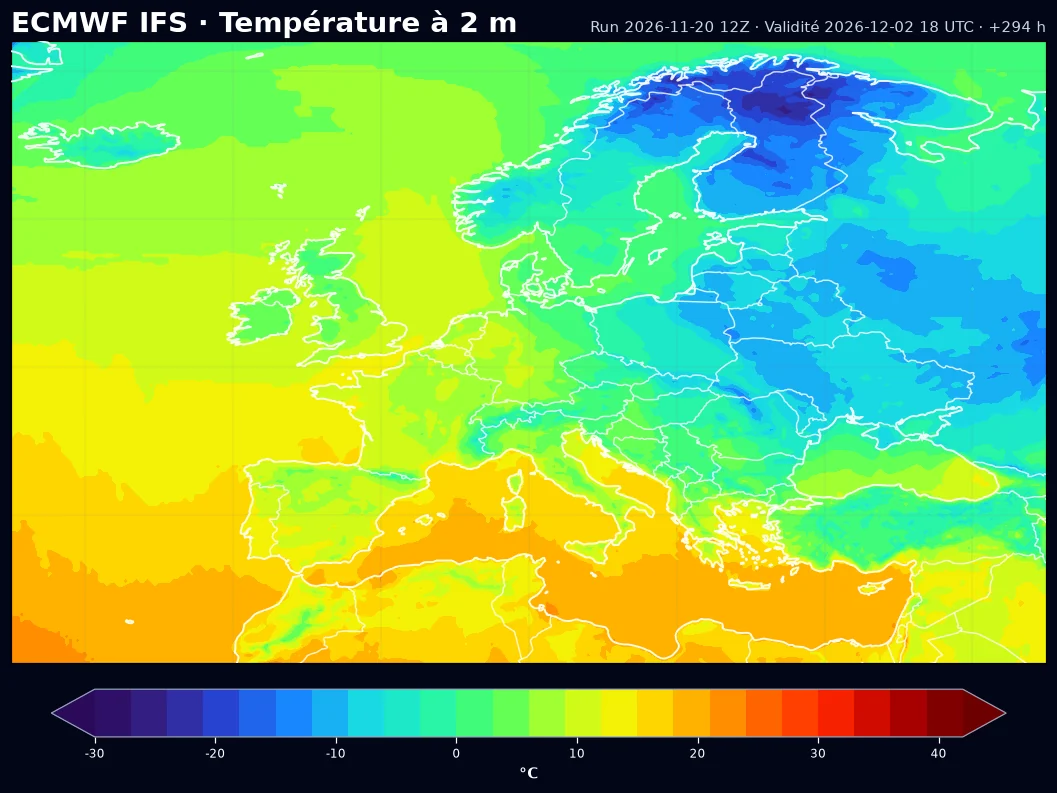 ECMWF IFS · Température à 2 m
Run 2026-11-20 12Z · Validité 2026-12-02 18 UTC · +294 h
-30 -20 -10 0 10 20 30 40
°C